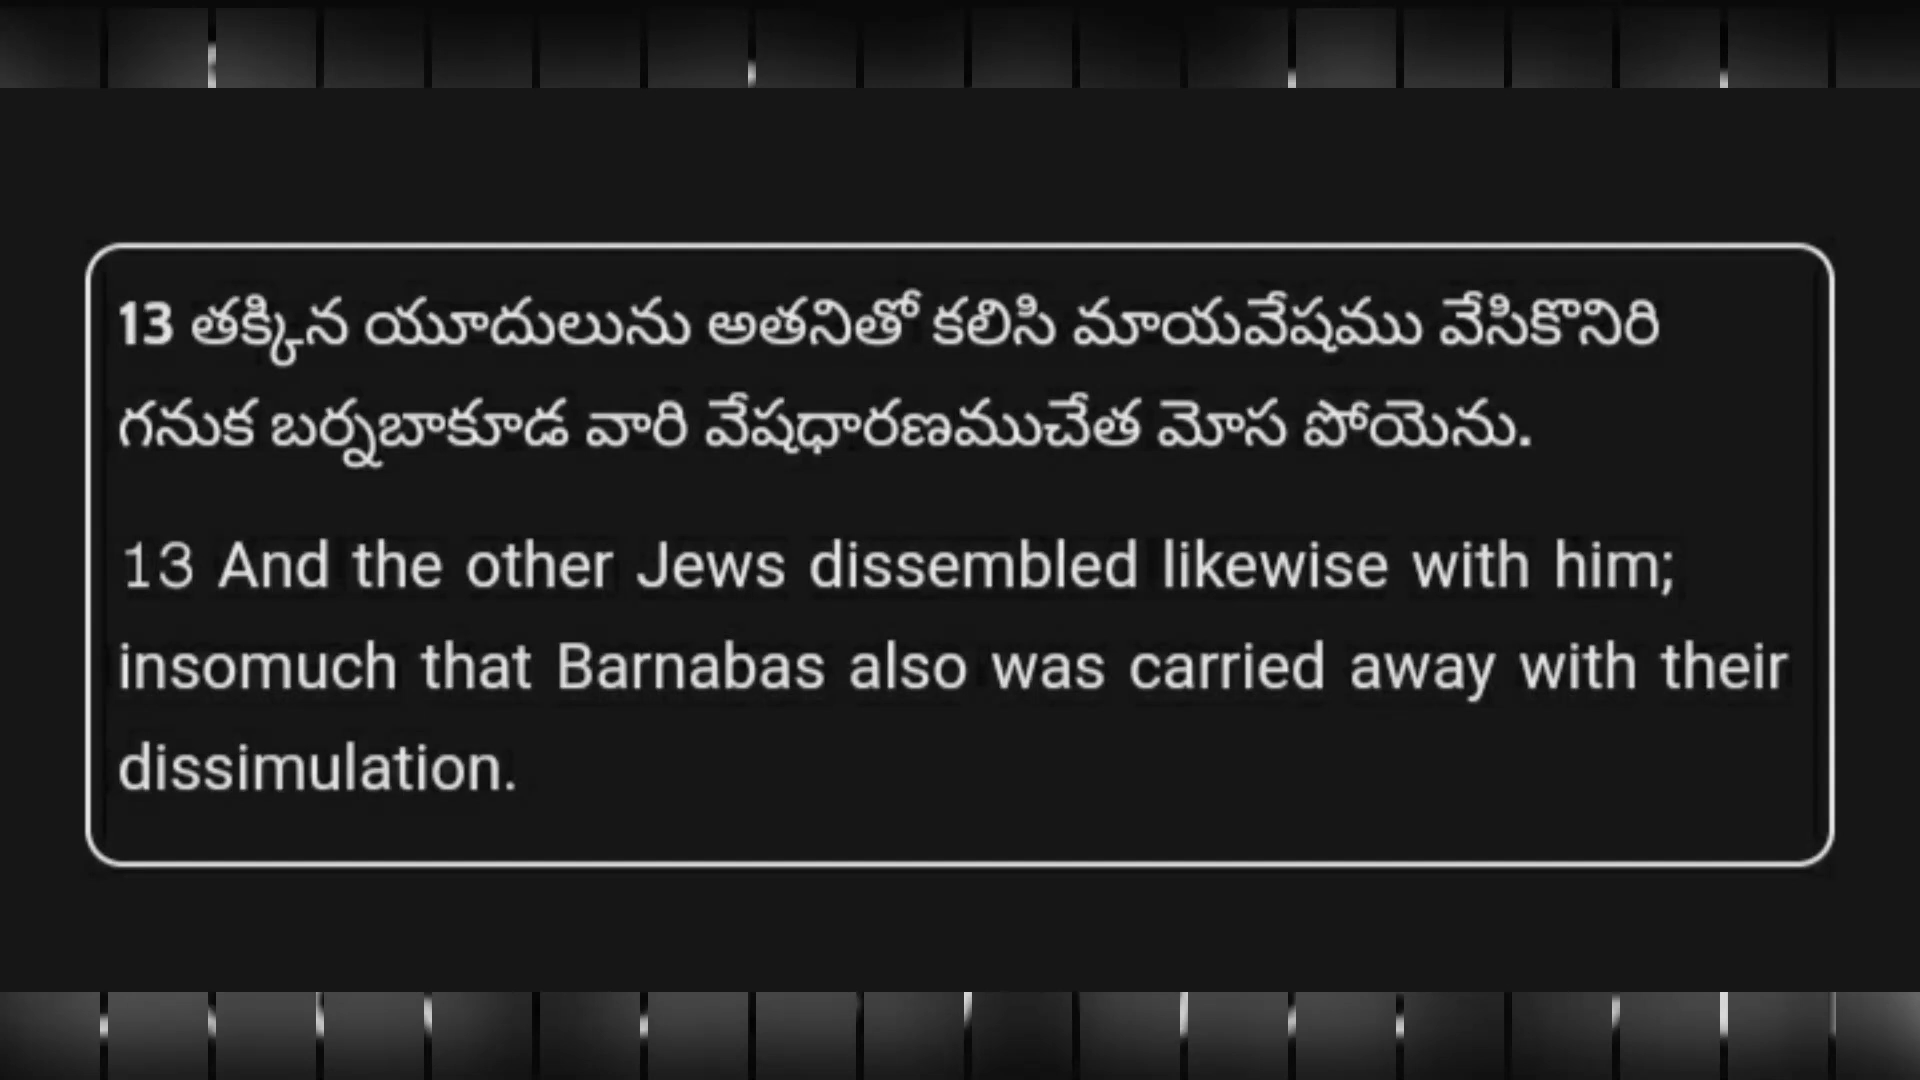 13 తక్కిన యూదులును అతనితో కలిసి మాయవేషము వేసికొనిరి
గనుక బర్నబాకూడ వారి వేషధారణముచేత మోస పోయెను.
13 And the other Jews dissembled likewise with him;
insomuch that Barnabas also was carried away with their
dissimulation.